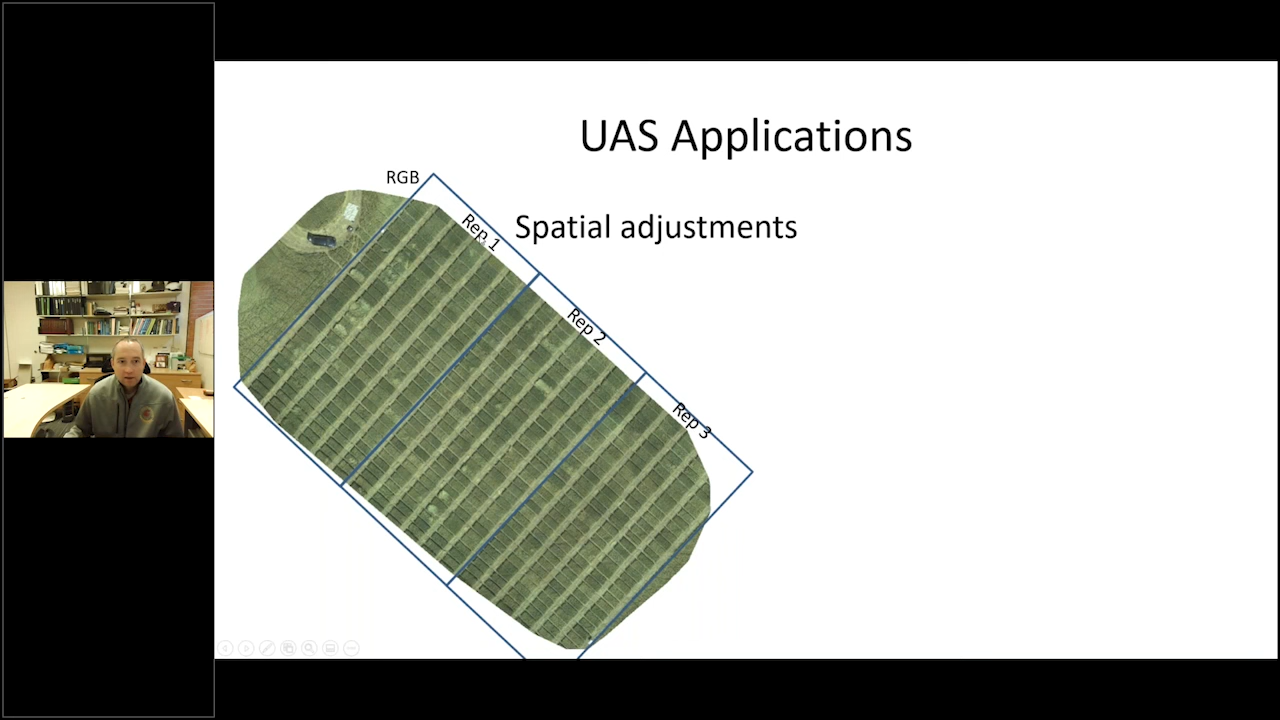 UAS Applications
RGB
Rep 1
Spatial adjustments
Rep 2
Rep 3